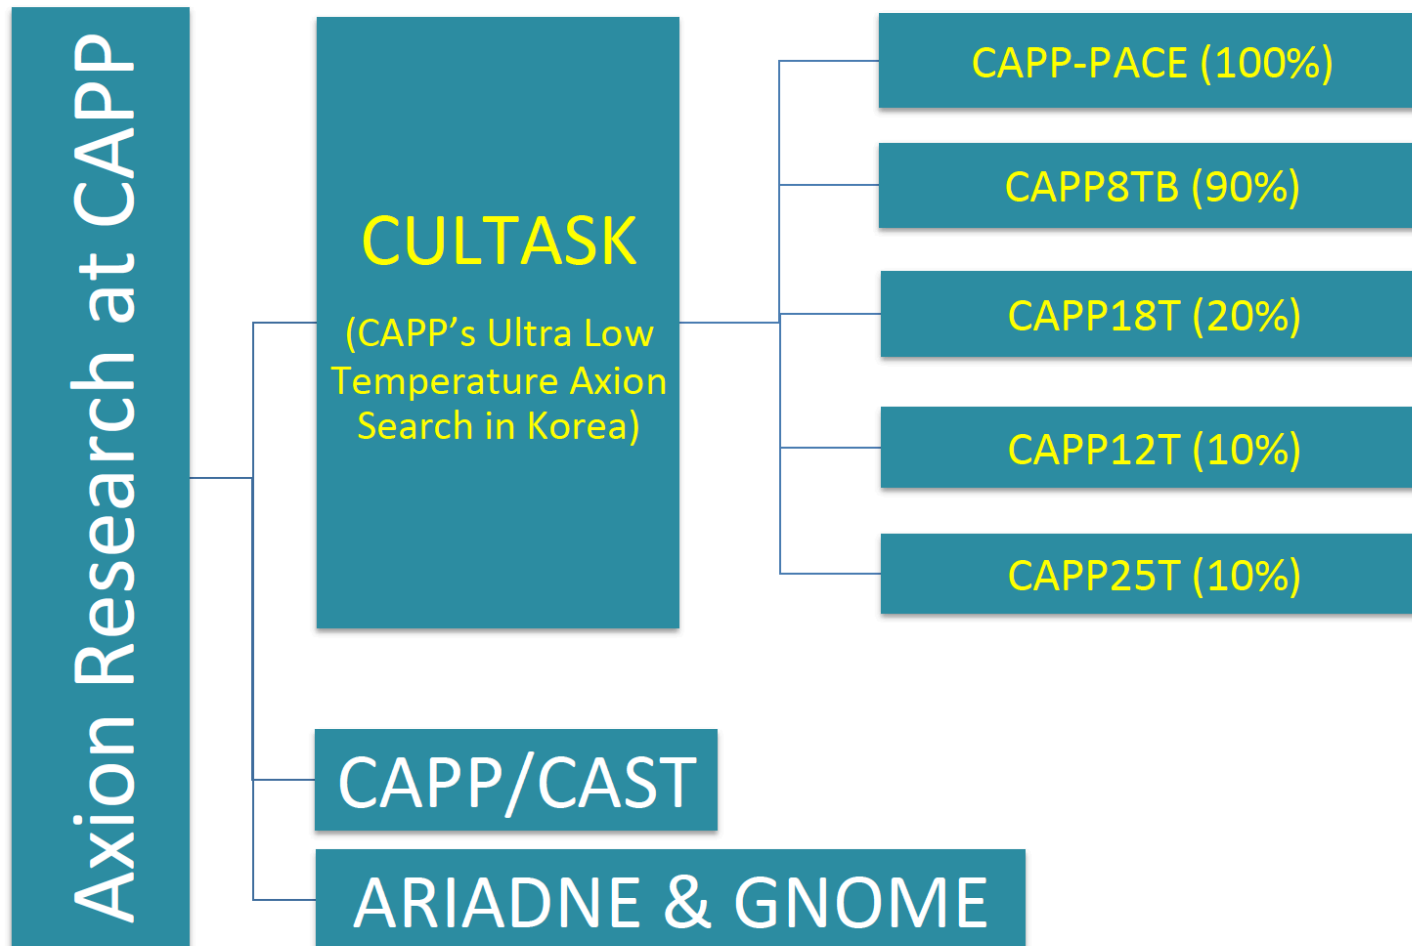 Axion Research at CAPP
CULTASK
(CAPP’s Ultra Low
Temperature Axion
Search in Korea)
CAPP-PACE (100%)
CAPP8TB (90%)
CAPP18T (20%)
CAPP12T (10%)
CAPP25T (10%)
CAPP/CAST
ARIADNE & GNOME